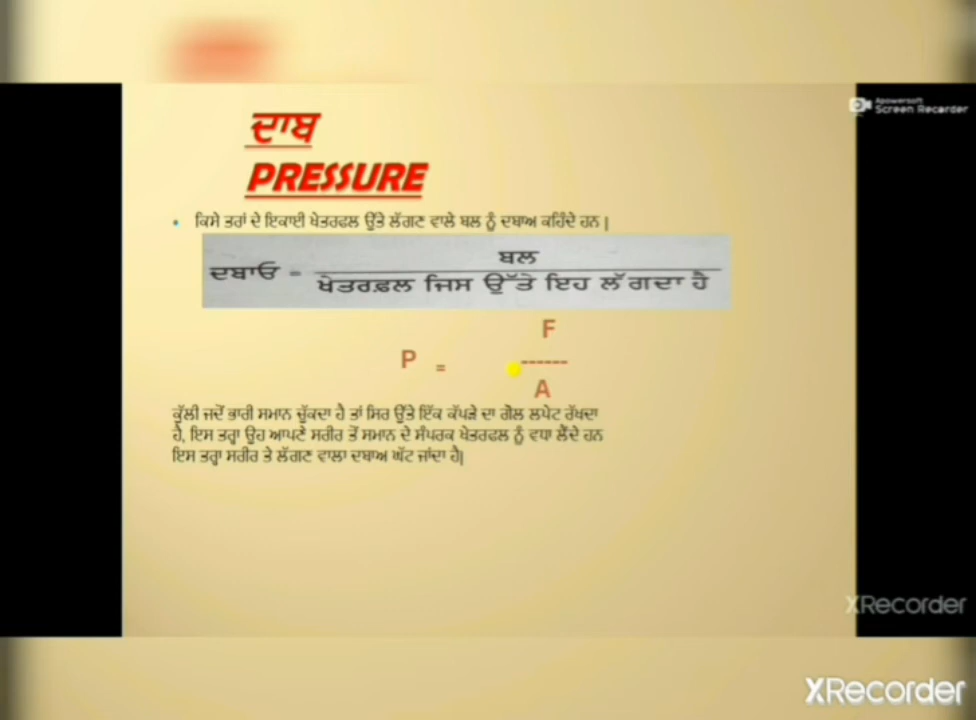 ਦਾਬ
PRESSURE
Apowersoft
Screen Recorder
• ਕਿਸੇ ਤਰਾਂ ਦੇ ਇਕਾਈ ਖੇਤਰਫਲ ਉੱਤੇ ਲੱਗਣ ਵਾਲੇ ਬਲ ਨੂੰ ਦਬਾਅ ਕਹਿੰਦੇ ਹਨ |
ਬਲ
ਦਬਾਓ =
ਖੇਤਰਫ਼ਲ ਜਿਸ ਉੱਤੇ ਇਹ ਲੱਗਦਾ ਹੈ
F
P = ------
A
ਕੁੱਲੀ ਜਦੋਂ ਭਾਰੀ ਸਮਾਨ ਚੁੱਕਦਾ ਹੈ ਤਾਂ ਸਿਰ ਉੱਤੇ ਇੱਕ ਕੱਪੜੇ ਦਾ ਗੋਲ ਲਪੇਟ ਰੱਖਦਾ
ਹੈ, ਇਸ ਤਰ੍ਹਾ ਉਹ ਆਪਣੇ ਸਰੀਰ ਤੋਂ ਸਮਾਨ ਦੇ ਸੰਪਰਕ ਖੇਤਰਫਲ ਨੂੰ ਵਧਾ ਲੈਂਦੇ ਹਨ
ਇਸ ਤਰ੍ਹਾ ਸਰੀਰ ਤੇ ਲੱਗਣ ਵਾਲਾ ਦਬਾਅ ਘੱਟ ਜਾਂਦਾ ਹੈ|
XRecorder
XRecorder